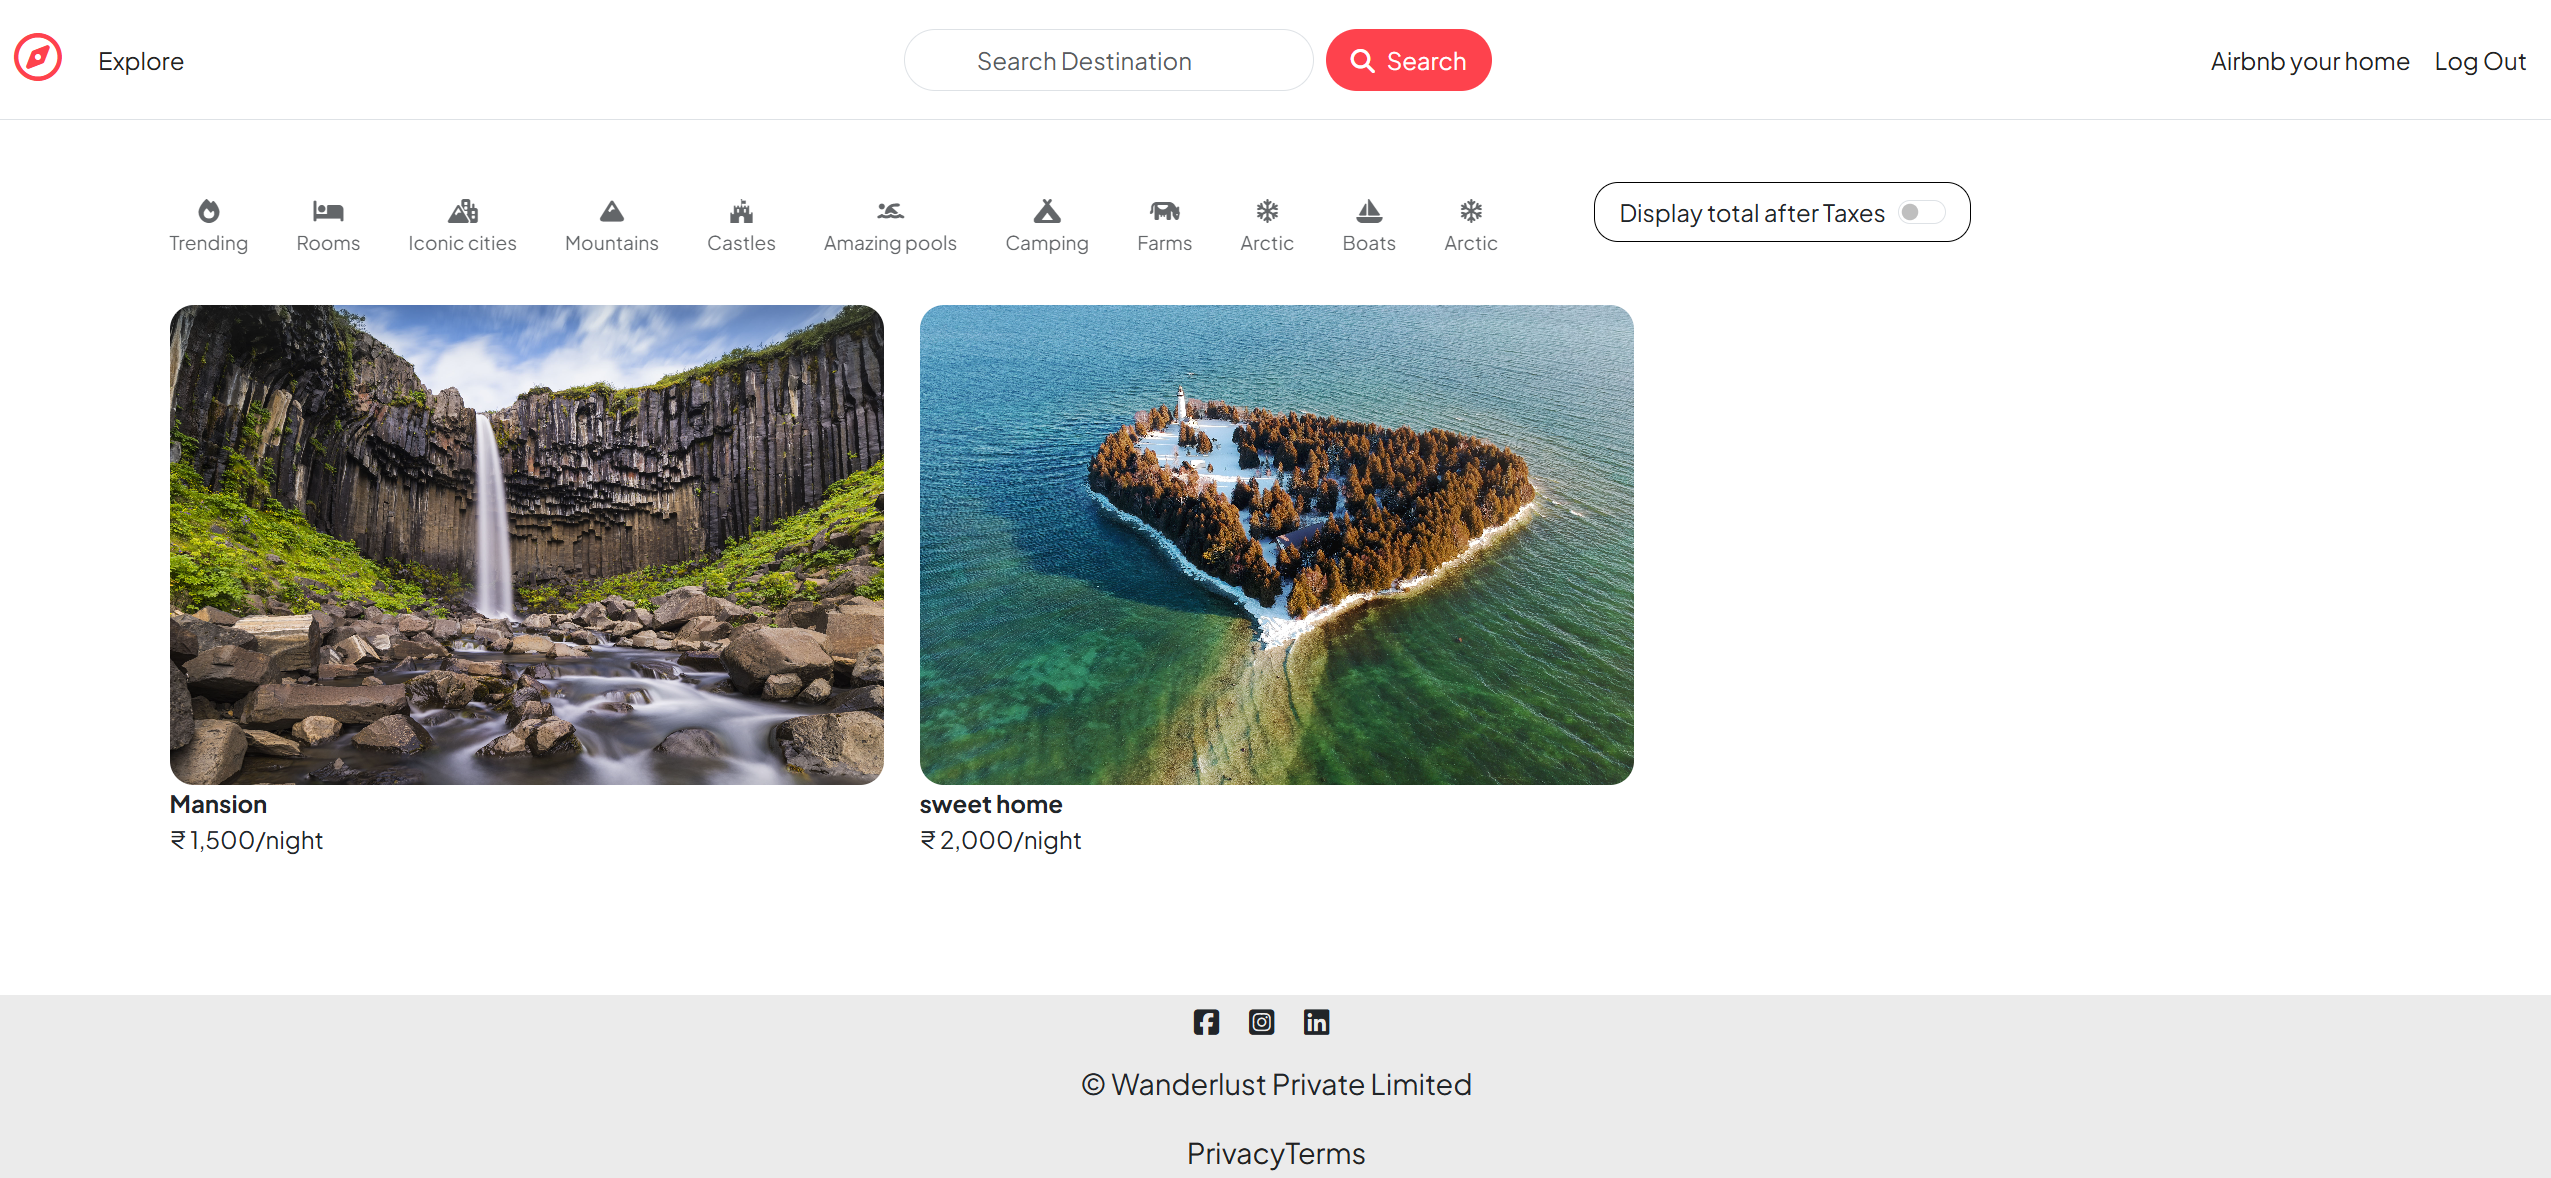 Explore
Search Destination
Search
Airbnb your home
Log Out
Trending
Rooms
Iconic cities
Mountains
Castles
Amazing pools
Camping
Farms
Arctic
Boats
Arctic
Display total after Taxes
Mansion
₹ 1,500/night
sweet home
₹ 2,000/night
© Wanderlust Private Limited
PrivacyTerms